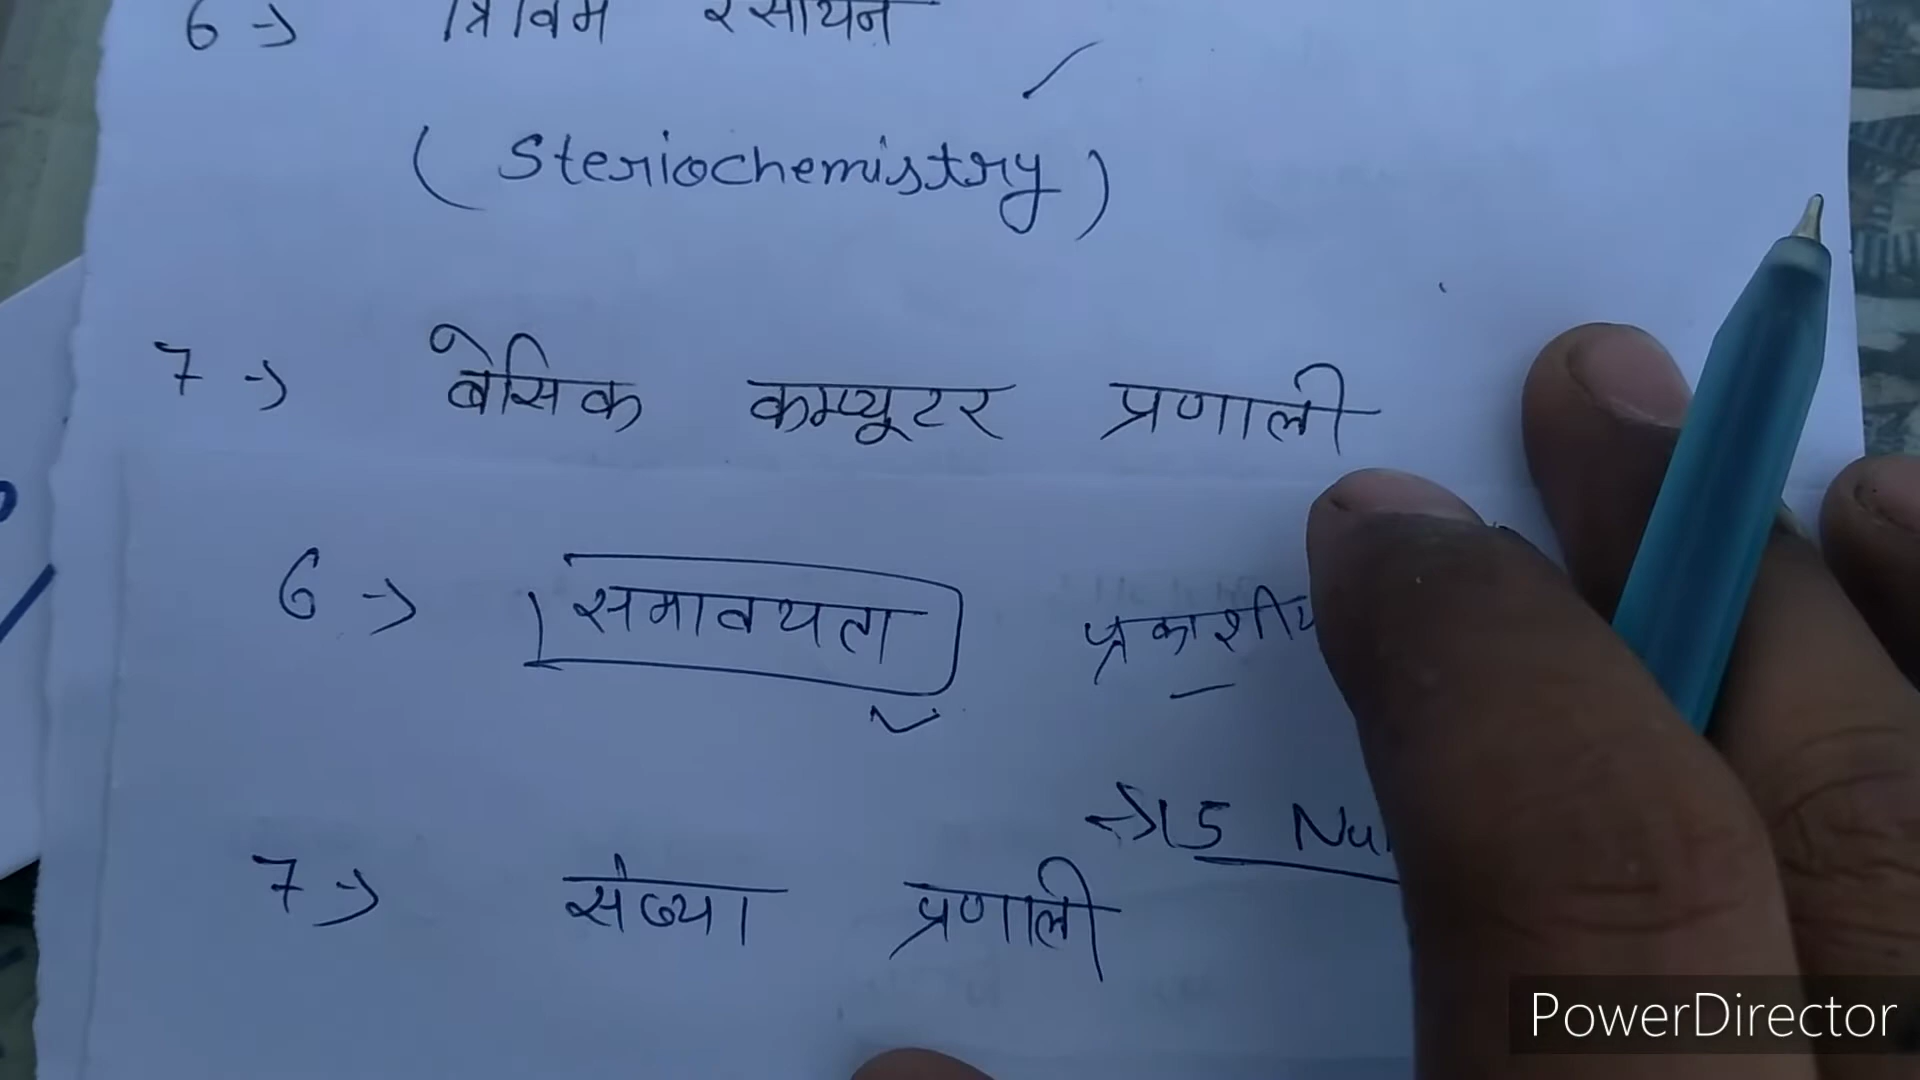 6 → त्रिविम रसायन
(Steriochemistry)
7 → बेसिक कम्प्यूटर प्रणाली
6 → समावयता प्रकाशीय
→ 15 Nu
7 → संख्या प्रणाली
PowerDirector